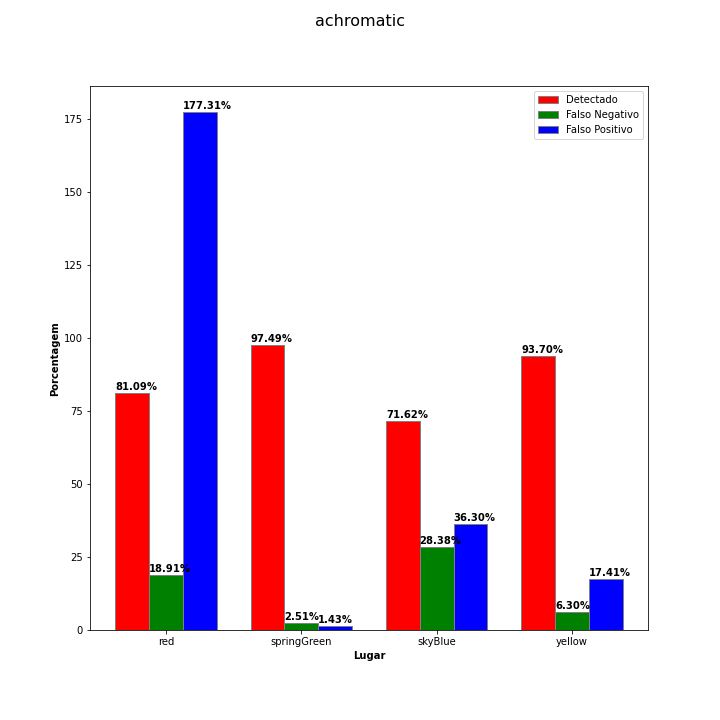 achromatic
177.31%
Detectado
Falso Negativo
Falso Positivo
175
150
125
100
75
50
25
0
Porcentagem
81.09%
18.91%
97.49%
2.51%
1.43%
71.62%
28.38%
36.30%
93.70%
6.30%
17.41%
red
springGreen
skyBlue
yellow
Lugar